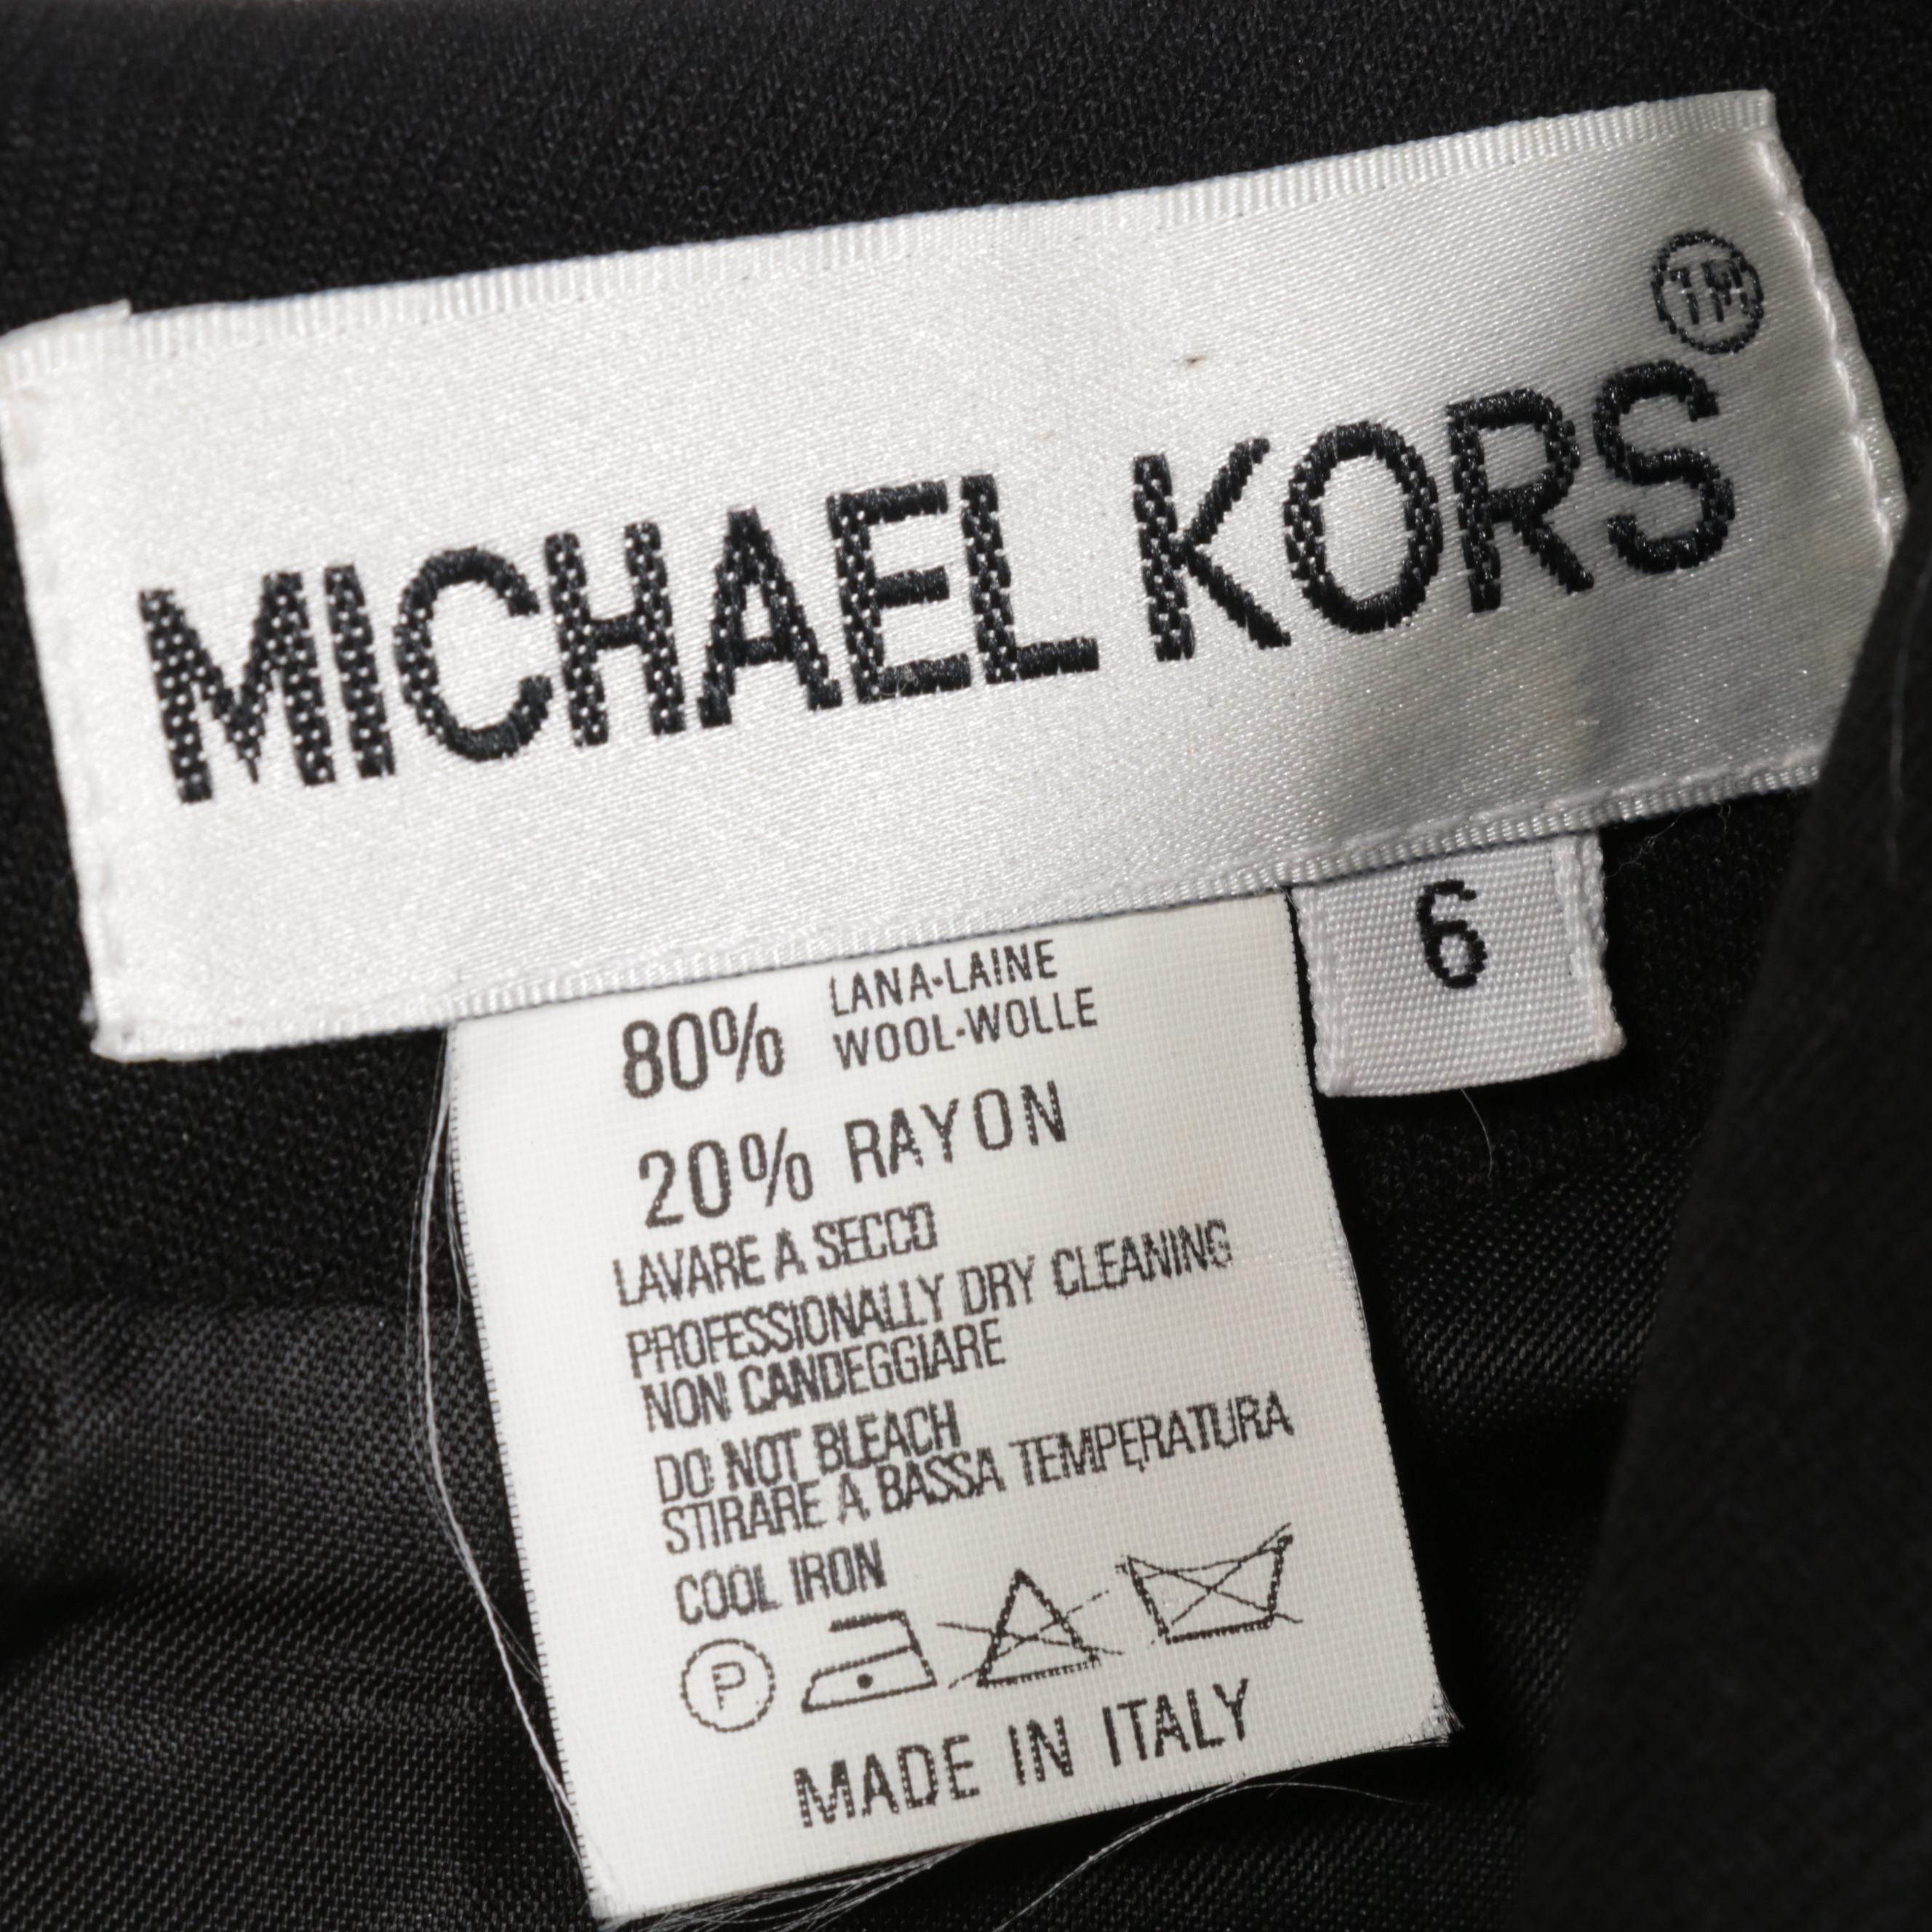 TM
MICHAEL KORS
6
80% LANA-LAINE
WOOL-WOLLE
20% RAYON
LAVARE A SECCO
PROFESSIONALLY DRY CLEANING
NON CANDEGGIARE
DO NOT BLEACH
STIRARE A BASSA TEMPERATURA
COOL IRON
P
MADE IN ITALY